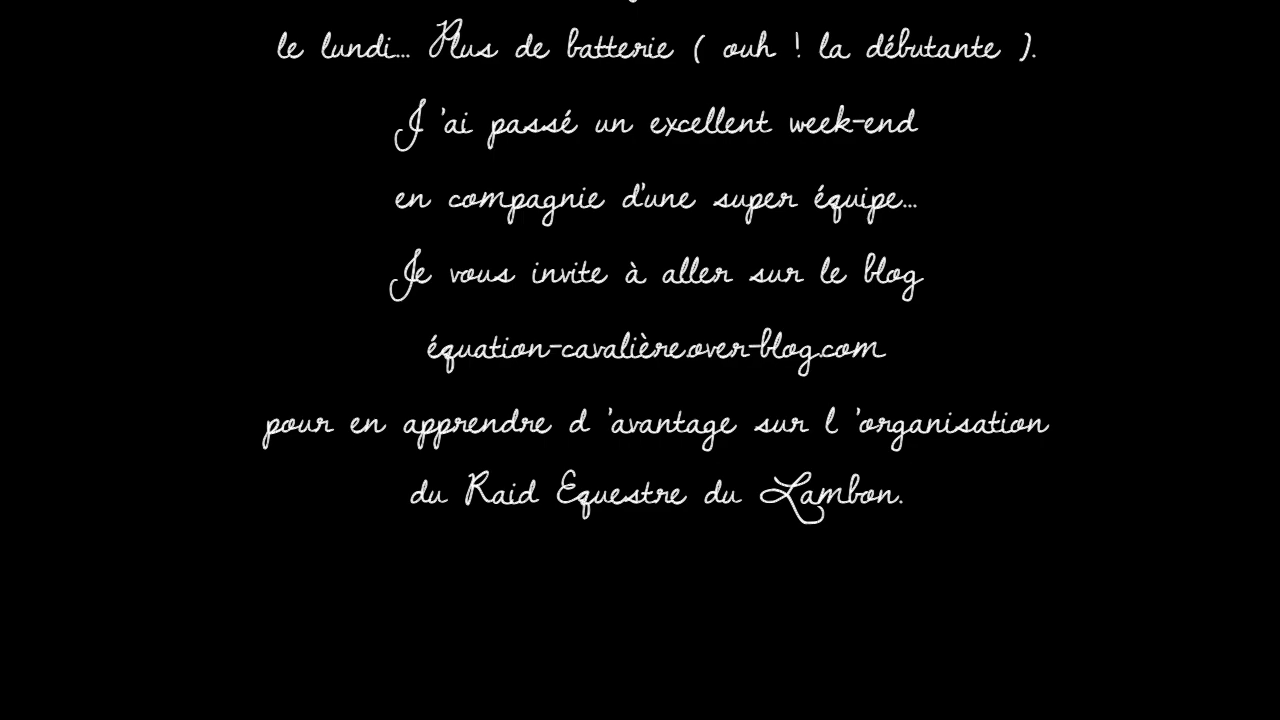 le lundi... Plus de batterie ( ouh ! la débutante ).
J 'ai passé un excellent week-end
en compagnie d'une super équipe...
Je vous invite à aller sur le blog
équation-cavalière.over-blog.com
pour en apprendre d 'avantage sur l 'organisation
du Raid Equestre du Lambon.